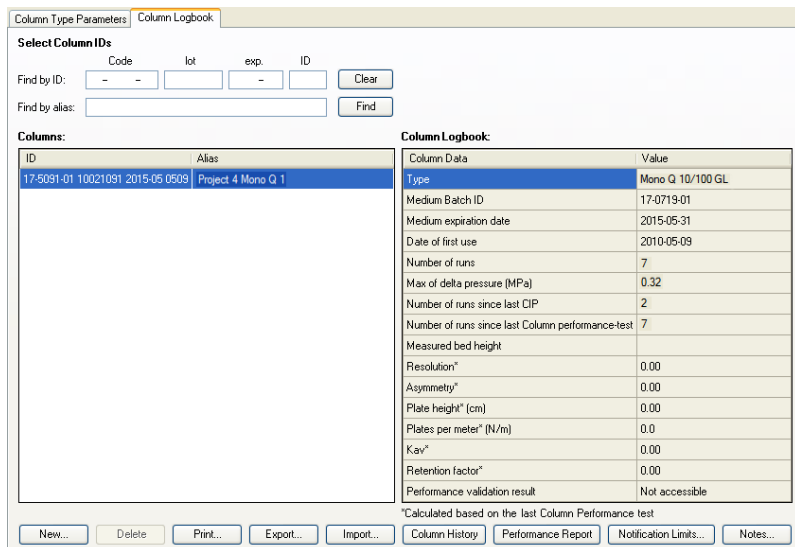 Column Type Parameters Column Logbook
Select Column IDs
Code lot exp. ID
Find by ID: - - - Clear
Find by alias: Find
Columns: Column Logbook:
ID Alias Column Data Value
17-5091-01 10021091 2015-05 0509 Project 4 Mono Q 1 Type Mono Q 10/100 GL
Medium Batch ID 17-0719-01
Medium expiration date 2015-05-31
Date of first use 2010-05-09
Number of runs 7
Max of delta pressure (MPa) 0.32
Number of runs since last CIP 2
Number of runs since last Column performance-test 7
Measured bed height
Resolution* 0.00
Asymmetry* 0.00
Plate height* (cm) 0.00
Plates per meter* (N/m) 0.0
Kav* 0.00
Retention factor* 0.00
Performance validation result Not accessible
*Calculated based on the last Column Performance test
New... Delete Print... Export... Import... Column History Performance Report Notification Limits... Notes...